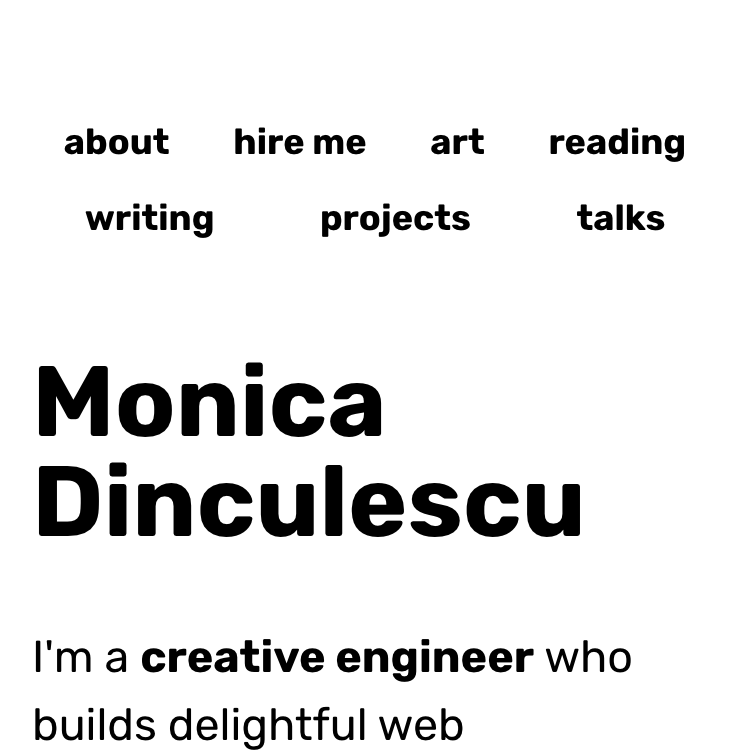 about hire me art reading
writing projects talks
Monica
Dinculescu
I'm a creative engineer who
builds delightful web